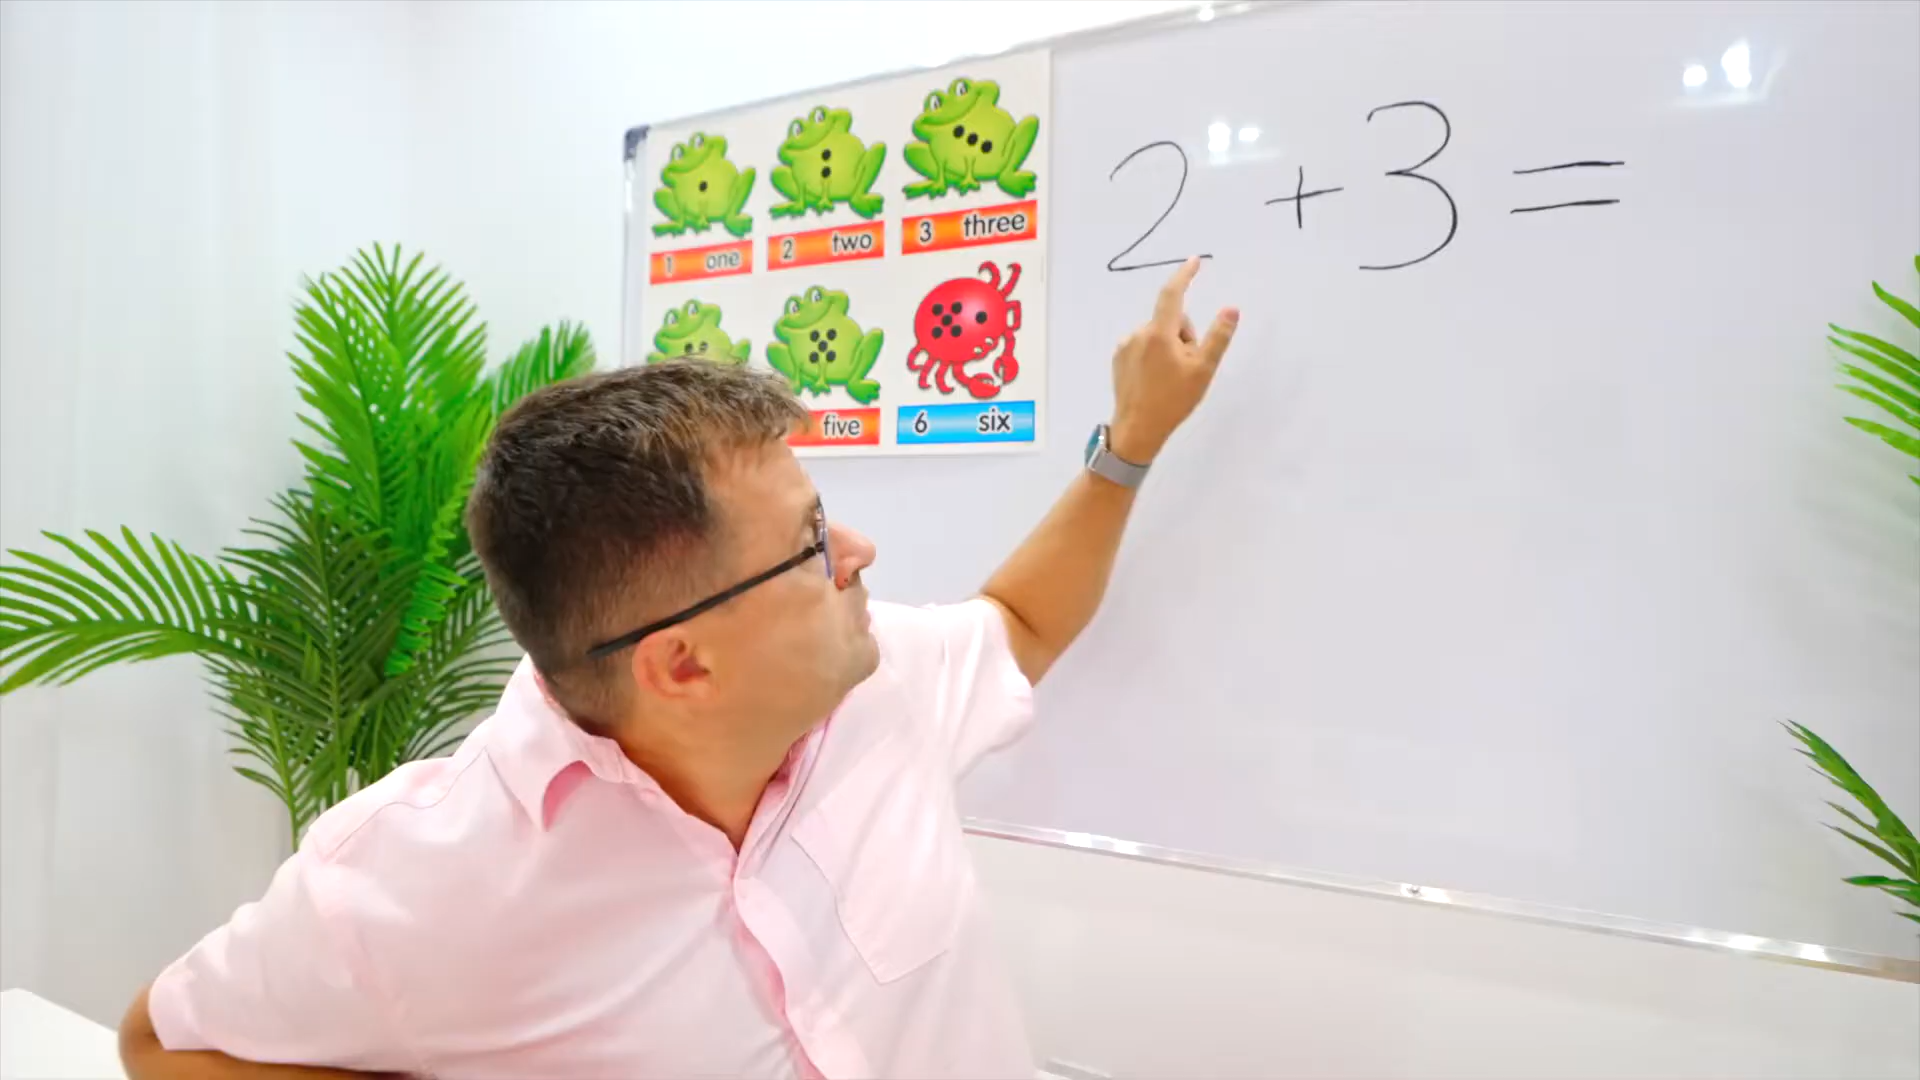 1 one
2 two
3 three
five
6 six
2 + 3 =